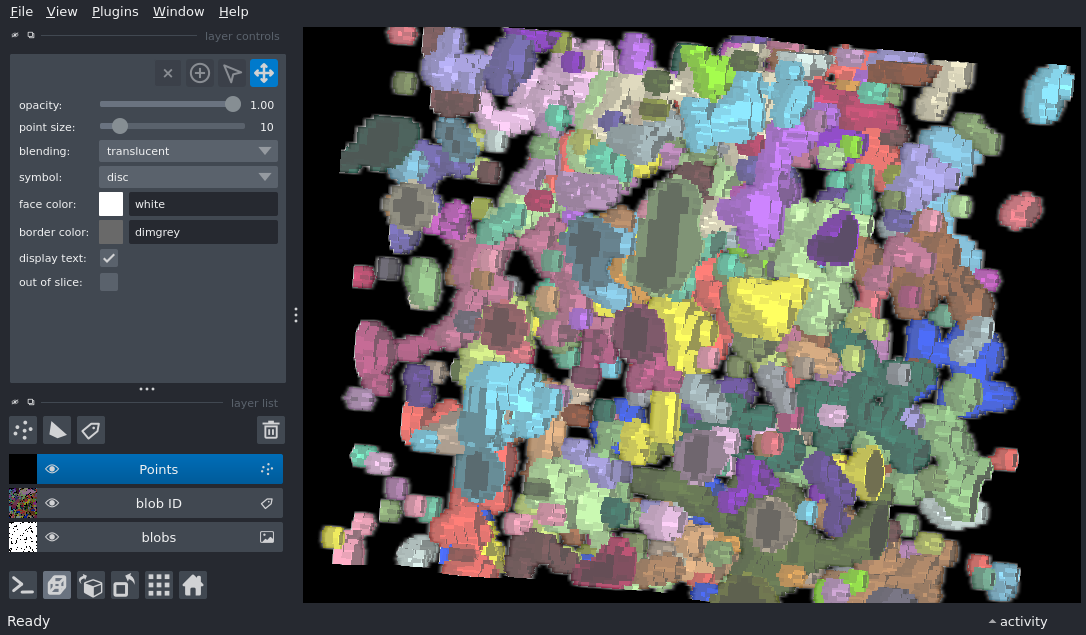 File View Plugins Window Help
layer controls
opacity: 1.00
point size: 10
blending: translucent
symbol: disc
face color: white
border color: dimgrey
display text:
out of slice:
layer list
Points
blob ID
blobs
Ready
activity